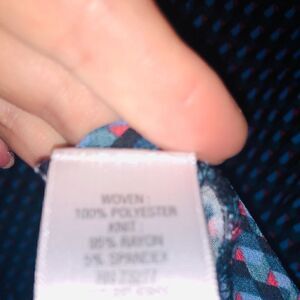 WOVEN :
100% POLYESTER
KNIT :
95% RAYON
5% SPANDEX